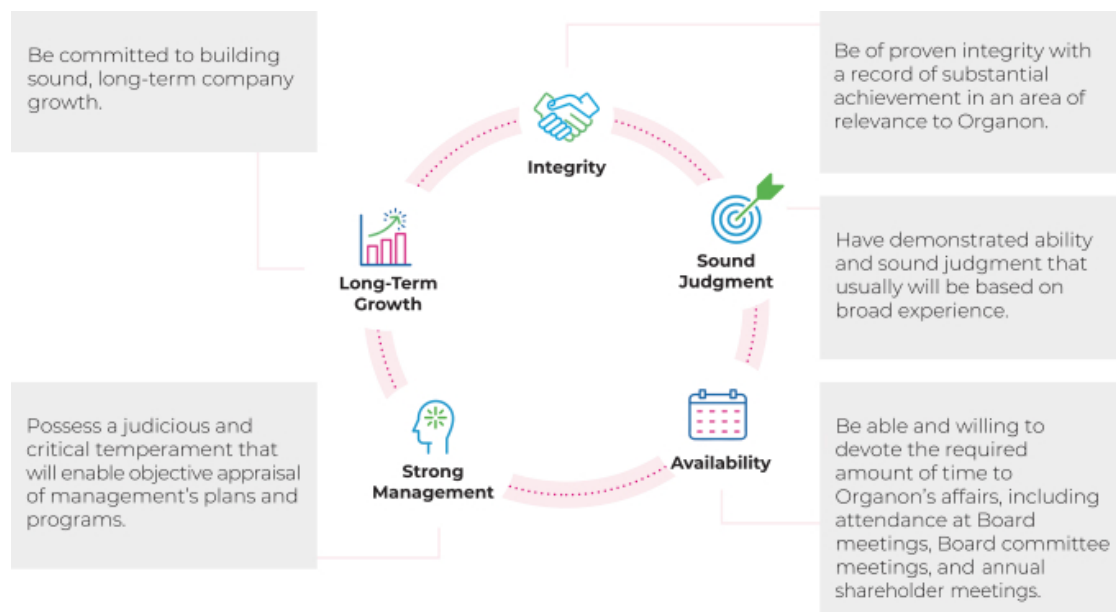 Be committed to building
sound, long-term company
growth.
Be of proven integrity with
a record of substantial
achievement in an area of
relevance to Organon.
Integrity
Sound
Judgment
Have demonstrated ability
and sound judgment that
usually will be based on
broad experience.
Long-Term
Growth
Possess a judicious and
critical temperament that
will enable objective appraisal
of management's plans and
programs.
Strong
Management
Availability
Be able and willing to
devote the required
amount of time to
Organon's affairs, including
attendance at Board
meetings, Board committee
meetings, and annual
shareholder meetings.